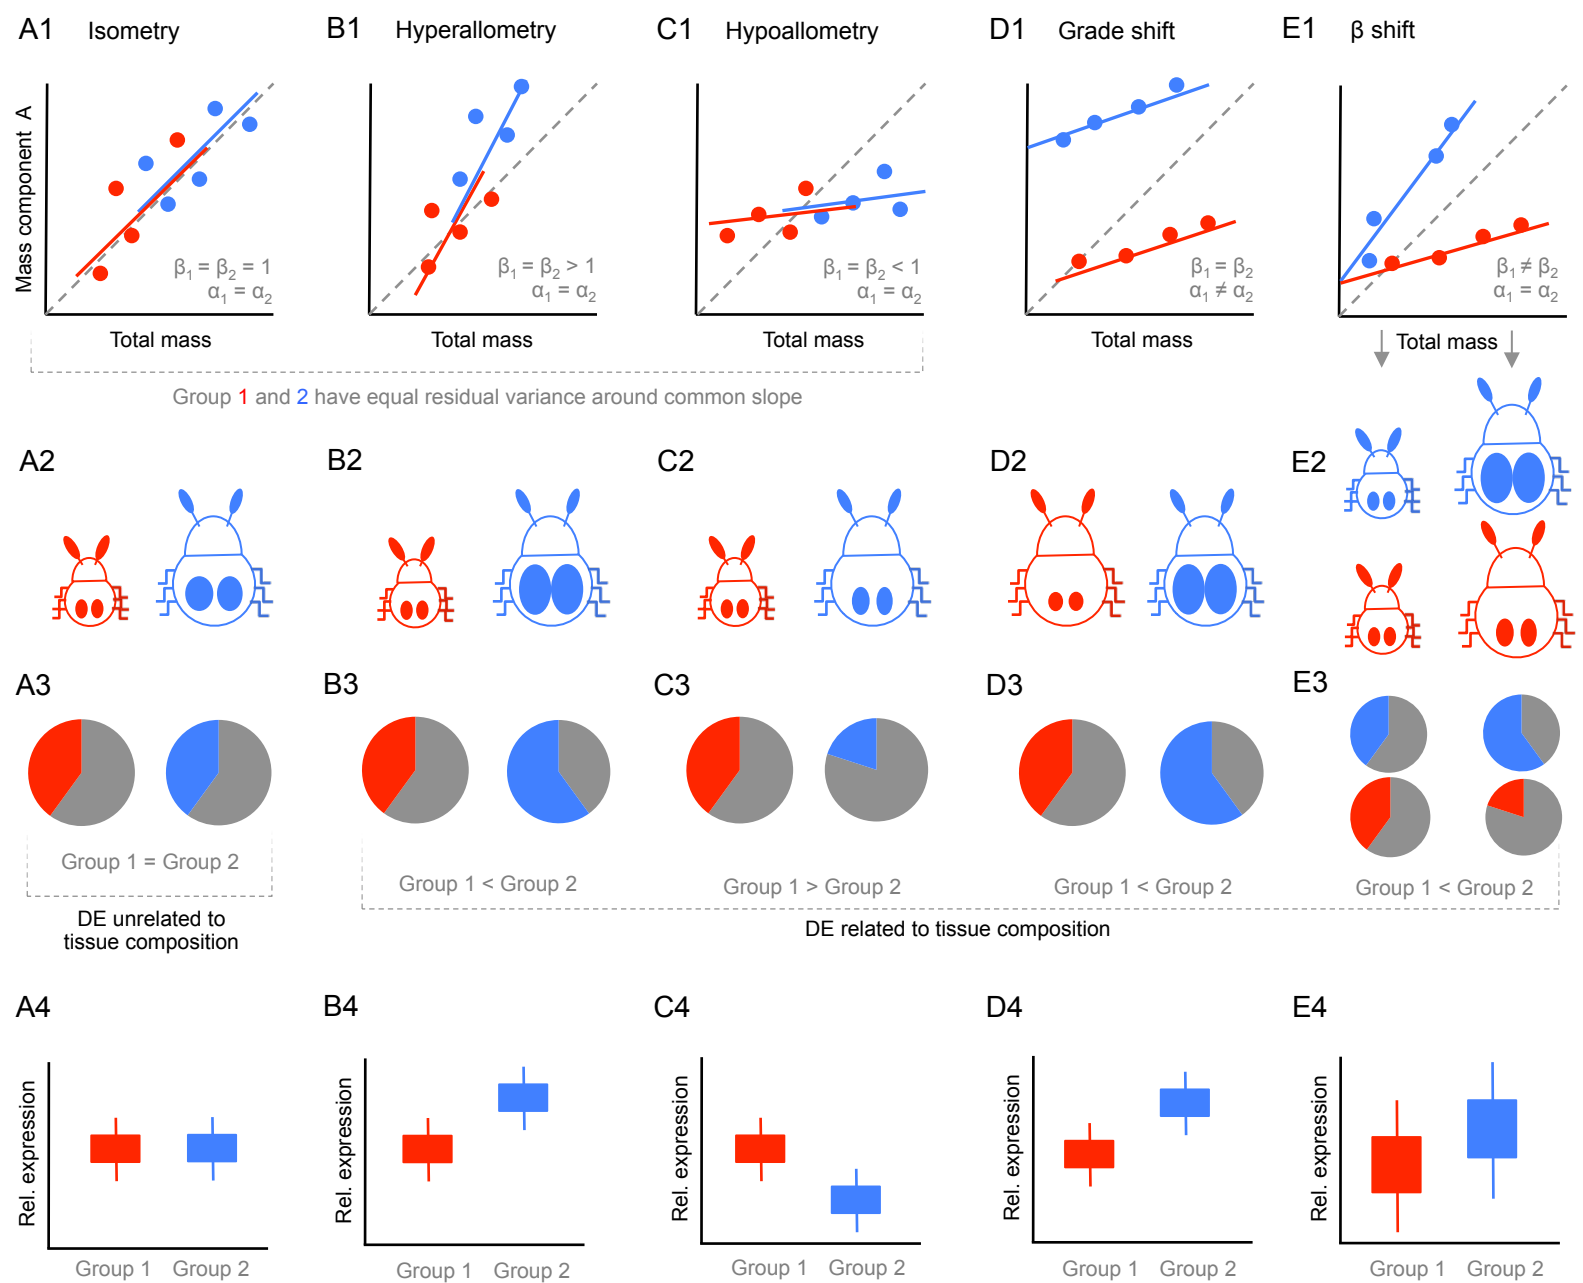 A1 Isometry
B1 Hyperallometry
C1 Hypoallometry
D1 Grade shift
E1 β shift
Mass component A
β₁ = β₂ = 1
α₁ = α₂
β₁ = β₂ > 1
α₁ = α₂
β₁ = β₂ < 1
α₁ = α₂
β₁ = β₂
α₁ ≠ α₂
β₁ ≠ β₂
α₁ = α₂
Total mass
Total mass
Total mass
Total mass
Total mass
Group 1 and 2 have equal residual variance around common slope
A2
B2
C2
D2
E2
A3
B3
C3
D3
E3
Group 1 = Group 2
Group 1 < Group 2
Group 1 > Group 2
Group 1 < Group 2
Group 1 < Group 2
DE unrelated to
tissue composition
DE related to tissue composition
A4
B4
C4
D4
E4
Rel. expression
Rel. expression
Rel. expression
Rel. expression
Rel. expression
Group 1 Group 2
Group 1 Group 2
Group 1 Group 2
Group 1 Group 2
Group 1 Group 2